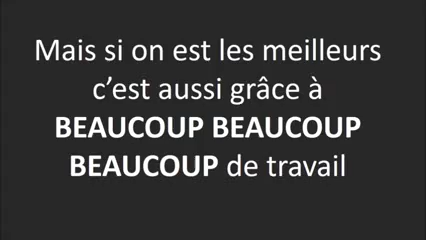 Mais si on est les meilleurs
c’est aussi grâce à
BEAUCOUP BEAUCOUP
BEAUCOUP de travail